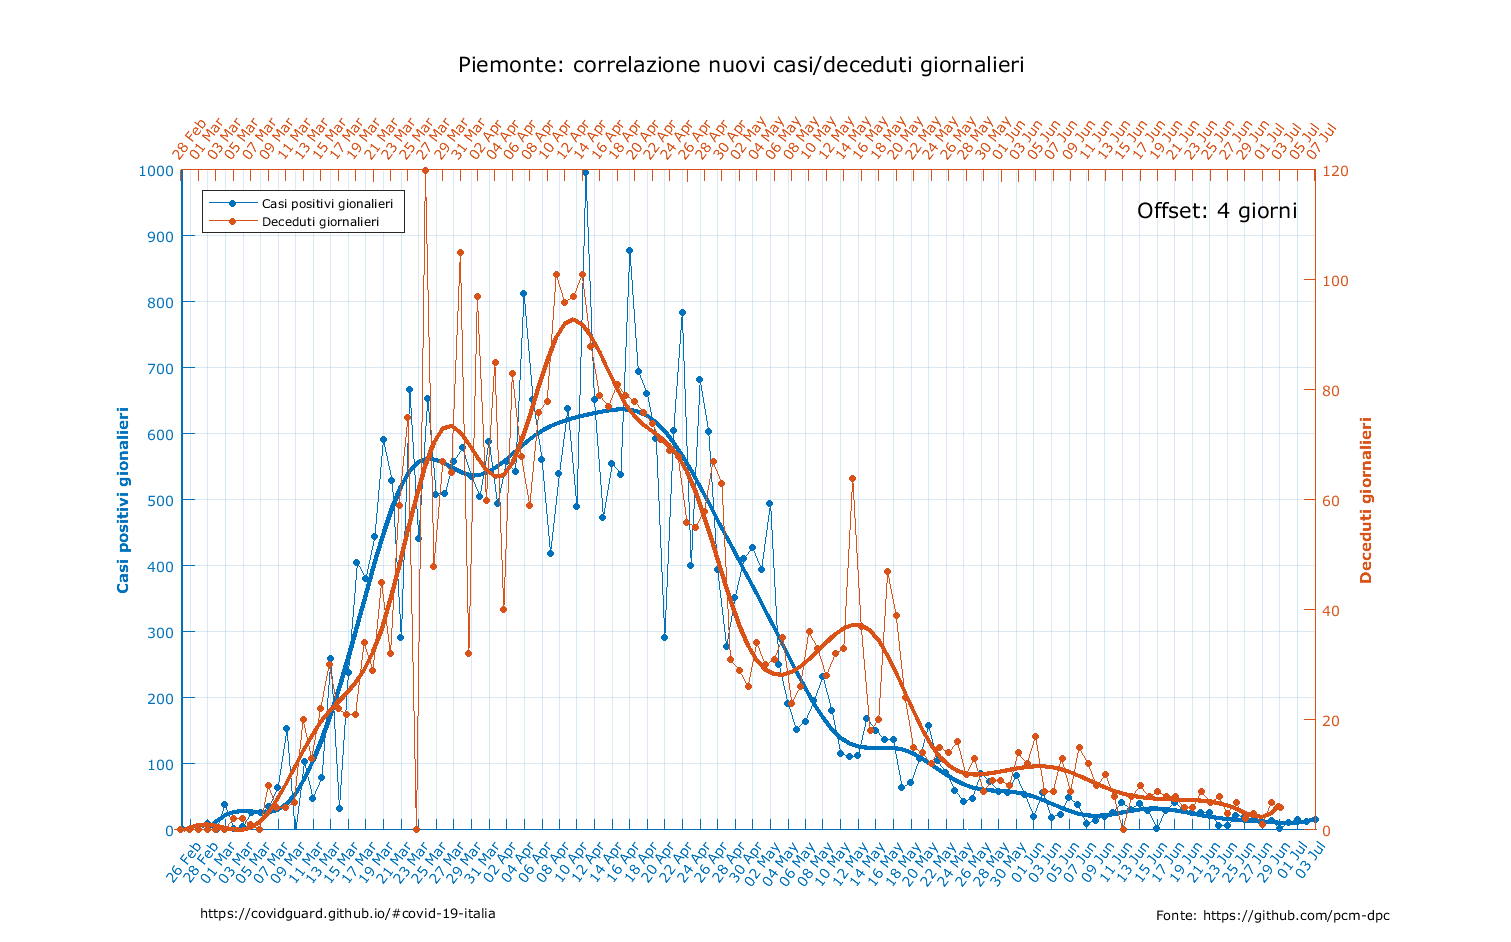 Piemonte: correlazione nuovi casi/deceduti giornalieri
28 Feb
01 Mar
03 Mar
05 Mar
07 Mar
09 Mar
11 Mar
13 Mar
15 Mar
17 Mar
19 Mar
21 Mar
23 Mar
25 Mar
27 Mar
29 Mar
31 Mar
02 Apr
04 Apr
06 Apr
08 Apr
10 Apr
12 Apr
14 Apr
16 Apr
18 Apr
20 Apr
22 Apr
24 Apr
26 Apr
28 Apr
30 Apr
02 May
04 May
06 May
08 May
10 May
12 May
14 May
16 May
18 May
20 May
22 May
24 May
26 May
28 May
30 May
01 Jun
03 Jun
05 Jun
07 Jun
09 Jun
11 Jun
13 Jun
15 Jun
17 Jun
19 Jun
21 Jun
23 Jun
25 Jun
27 Jun
29 Jun
01 Jul
03 Jul
05 Jul
07 Jul
Offset: 4 giorni
Casi positivi gionalieri
Deceduti giornalieri
1000
900
800
700
600
500
400
300
200
100
0
Casi positivi gionalieri
120
100
80
60
40
20
0
Deceduti giornalieri
26 Feb
28 Feb
01 Mar
03 Mar
05 Mar
07 Mar
09 Mar
11 Mar
13 Mar
15 Mar
17 Mar
19 Mar
21 Mar
23 Mar
25 Mar
27 Mar
29 Mar
31 Mar
02 Apr
04 Apr
06 Apr
08 Apr
10 Apr
12 Apr
14 Apr
16 Apr
18 Apr
20 Apr
22 Apr
24 Apr
26 Apr
28 Apr
30 Apr
02 May
04 May
06 May
08 May
10 May
12 May
14 May
16 May
18 May
20 May
22 May
24 May
26 May
28 May
30 May
01 Jun
03 Jun
05 Jun
07 Jun
09 Jun
11 Jun
13 Jun
15 Jun
17 Jun
19 Jun
21 Jun
23 Jun
25 Jun
27 Jun
29 Jun
01 Jul
03 Jul
https://covidguard.github.io/#covid-19-italia
Fonte: https://github.com/pcm-dpc